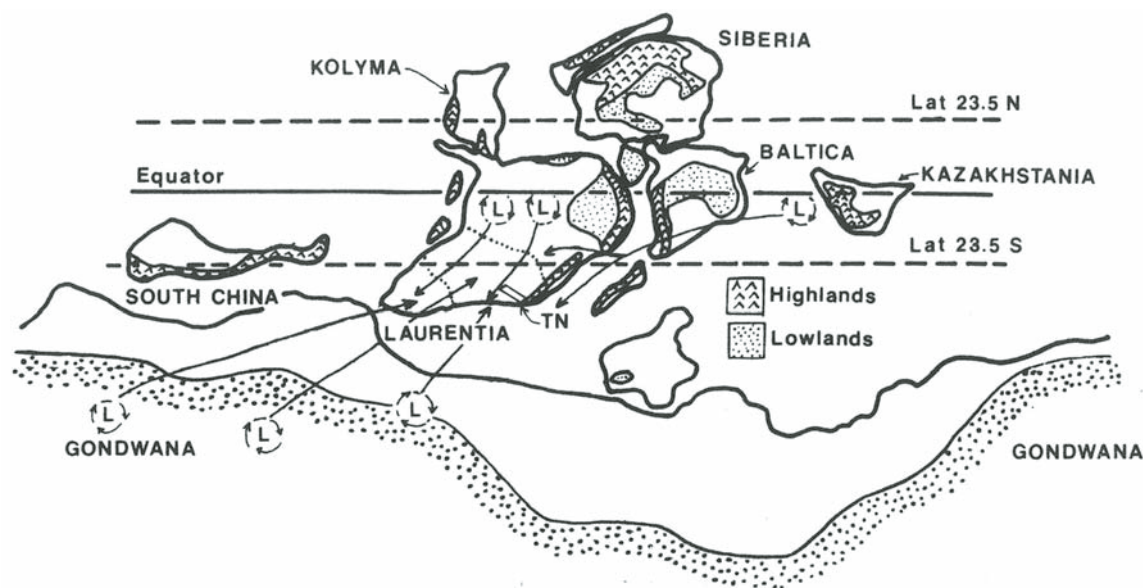 SIBERIA
KOLYMA
Lat 23.5 N
BALTICA
Equator
KAZAKHSTANIA
L
L
L
Lat 23.5 S
SOUTH CHINA
Highlands
LAURENTIA
TN
Lowlands
L
L
L
GONDWANA
GONDWANA